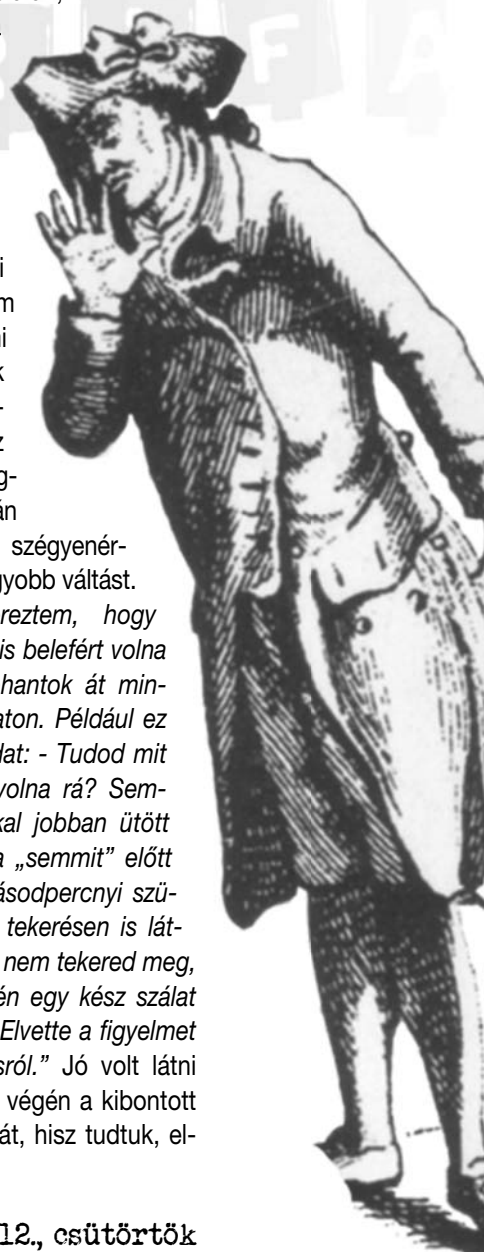 i
m
ni
k
-
z
g-
án
szégyenér-
gyobb váltást.
reztem, hogy
is belefért volna
hantok át min-
aton. Például ez
dat: - Tudod mit
volna rá? Sem-
kal jobban ütött
a „semmit” előtt
ásodpercnyi szü-
tekerésen is lát-
nem tekered meg,
én egy kész szálat
Elvette a figyelmet
sról.” Jó volt látni
végén a kibontott
át, hisz tudtuk, el-
12., csütörtök